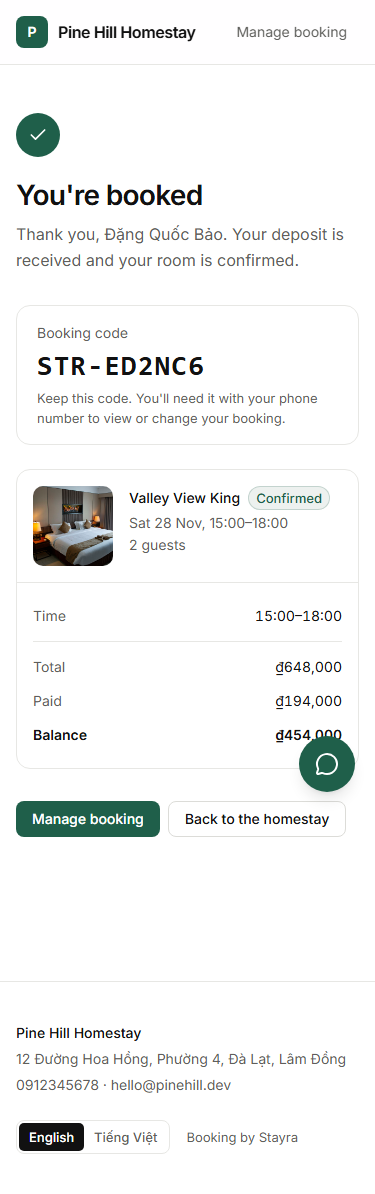 P
Pine Hill Homestay
Manage booking
You're booked
Thank you, Đặng Quốc Bảo. Your deposit is
received and your room is confirmed.
Booking code
STR-ED2NC6
Keep this code. You'll need it with your phone
number to view or change your booking.
Valley View King Confirmed
Sat 28 Nov, 15:00–18:00
2 guests
Time 15:00–18:00
Total ₫648,000
Paid ₫194,000
Balance ₫454,000
Manage booking
Back to the homestay
Pine Hill Homestay
12 Đường Hoa Hồng, Phường 4, Đà Lạt, Lâm Đồng
0912345678 · hello@pinehill.dev
English Tiếng Việt Booking by Stayra